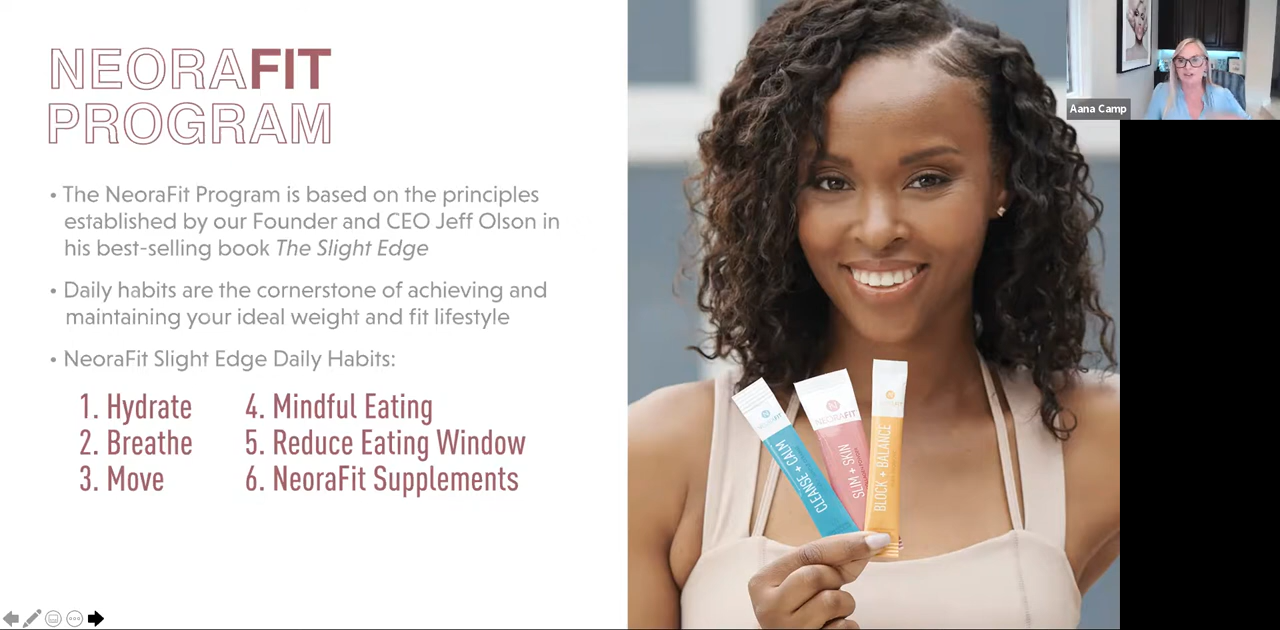 NEORAFIT
PROGRAM
• The NeoraFit Program is based on the principles
established by our Founder and CEO Jeff Olson in
his best-selling book The Slight Edge
• Daily habits are the cornerstone of achieving and
maintaining your ideal weight and fit lifestyle
• NeoraFit Slight Edge Daily Habits:
1. Hydrate
2. Breathe
3. Move
4. Mindful Eating
5. Reduce Eating Window
6. NeoraFit Supplements
CLEANSE + CALM
NEORAFIT
SLIM + SKIN
BLOCK + BALANCE
Aana Camp